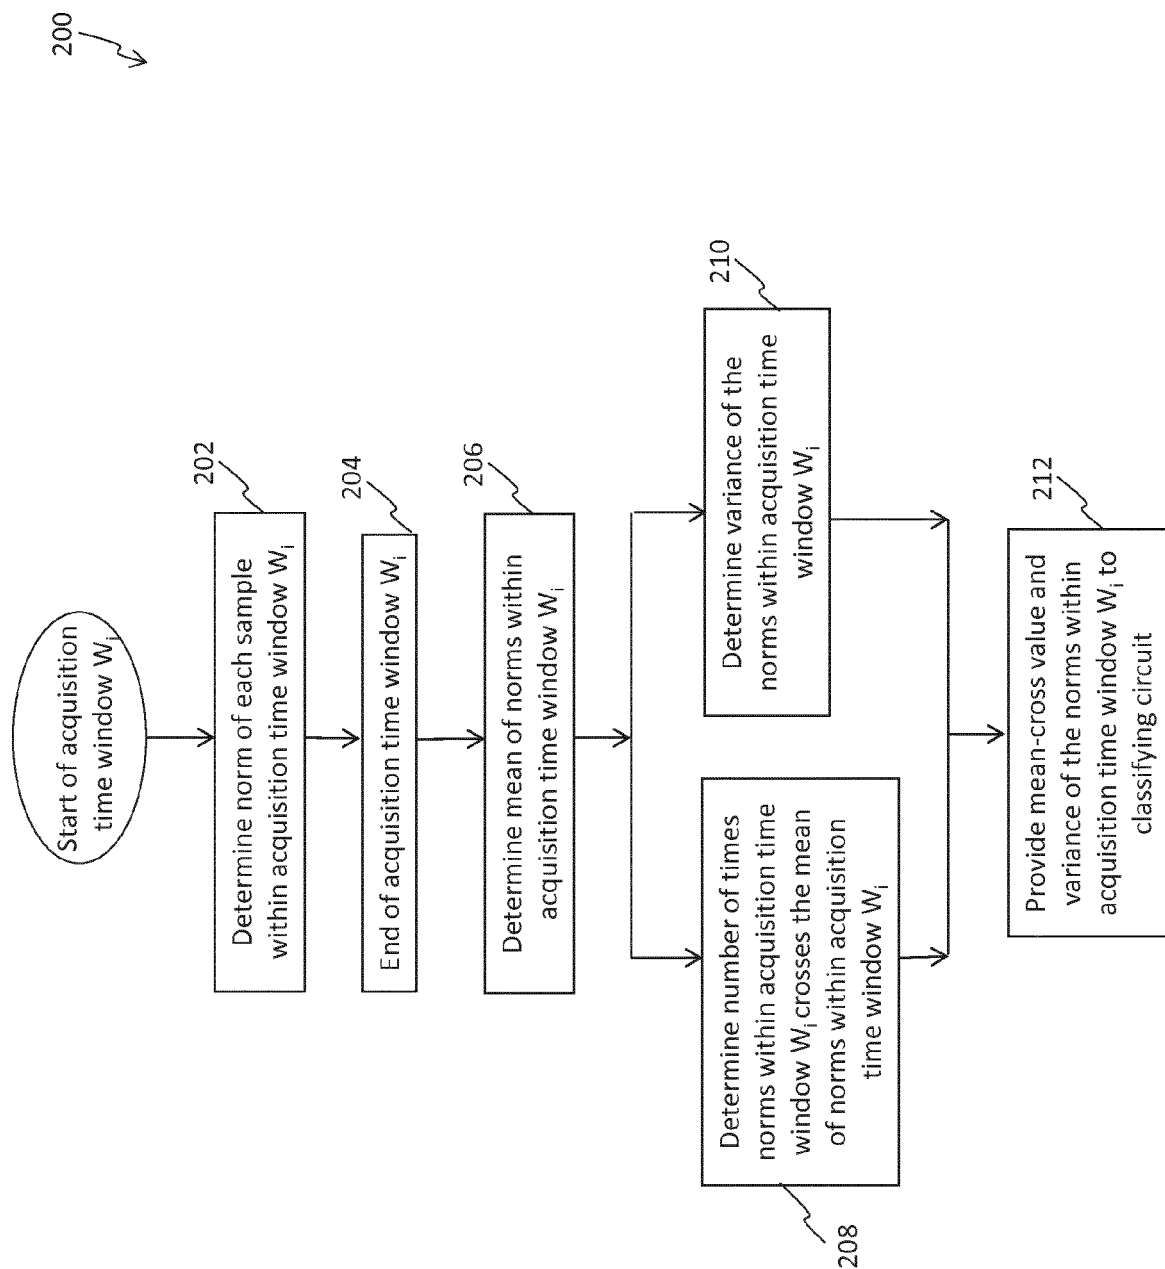 200
Start of acquisition
time window Wi
202
Determine norm of each sample
within acquisition time window Wi
204
End of acquisition time window Wi
206
Determine mean of norms within
acquisition time window Wi
208
Determine number of times
norms within acquisition time
window Wi crosses the mean
of norms within acquisition
time window Wi
210
Determine variance of the
norms within acquisition time
window Wi
212
Provide mean-cross value and
variance of the norms within
acquisition time window Wi to
classifying circuit